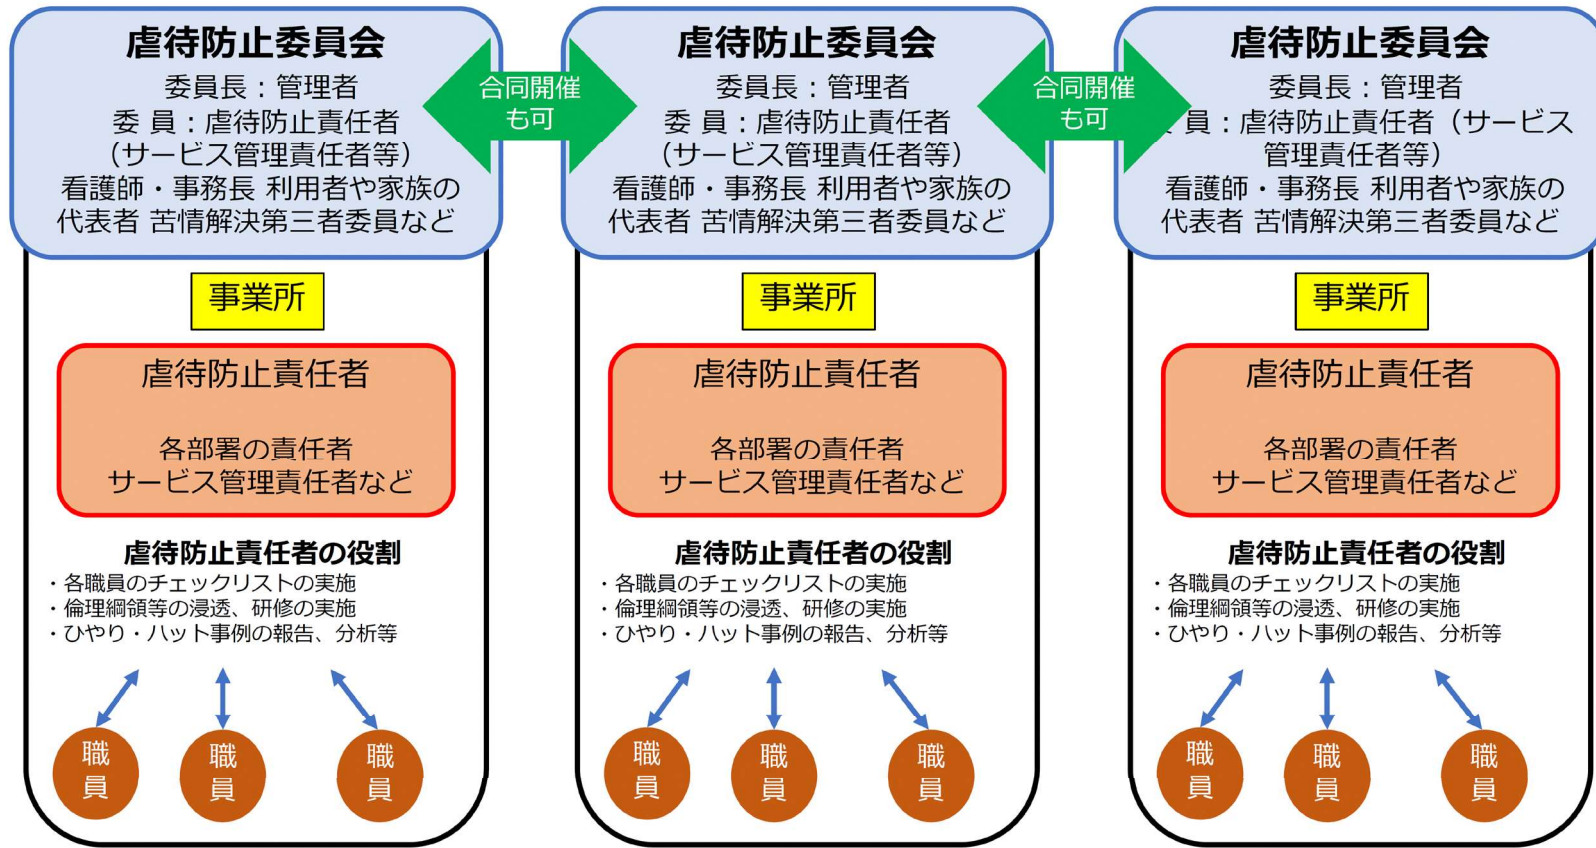 虐待防止委員会
委員長：管理者
委 員：虐待防止責任者
（サービス管理責任者等）
看護師・事務長 利用者や家族の
代表者 苦情解決第三者委員など
合同開催
も可
虐待防止委員会
委員長：管理者
委 員：虐待防止責任者
（サービス管理責任者等）
看護師・事務長 利用者や家族の
代表者 苦情解決第三者委員など
合同開催
も可
虐待防止委員会
委員長：管理者
員：虐待防止責任者（サービス
管理責任者等）
看護師・事務長 利用者や家族の
代表者 苦情解決第三者委員など
事業所
虐待防止責任者
各部署の責任者
サービス管理責任者など
虐待防止責任者の役割
・各職員のチェックリストの実施
・倫理綱領等の浸透、研修の実施
・ひやり・ハット事例の報告、分析等
職
員
職
員
職
員
事業所
虐待防止責任者
各部署の責任者
サービス管理責任者など
虐待防止責任者の役割
・各職員のチェックリストの実施
・倫理綱領等の浸透、研修の実施
・ひやり・ハット事例の報告、分析等
職
員
職
員
職
員
事業所
虐待防止責任者
各部署の責任者
サービス管理責任者など
虐待防止責任者の役割
・各職員のチェックリストの実施
・倫理綱領等の浸透、研修の実施
・ひやり・ハット事例の報告、分析等
職
員
職
員
職
員